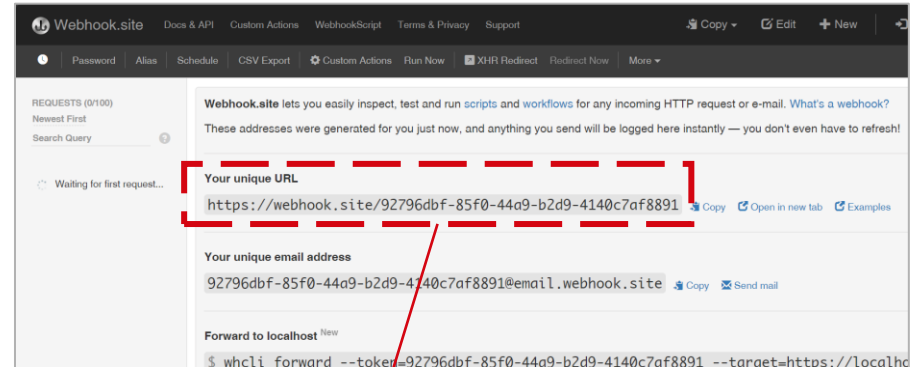 Webhook.site Docs & API Custom Actions WebhookScript Terms & Privacy Support Copy Edit + New
Password Alias Schedule CSV Export Custom Actions Run Now XHR Redirect Redirect Now More
REQUESTS (0/100)
Newest First
Search Query
Waiting for first request...
Webhook.site lets you easily inspect, test and run scripts and workflows for any incoming HTTP request or e-mail. What's a webhook?
These addresses were generated for you just now, and anything you send will be logged here instantly — you don't even have to refresh!
Your unique URL
https://webhook.site/92796dbf-85f0-44a9-b2d9-4140c7af8891 Copy Open in new tab Examples
Your unique email address
92796dbf-85f0-44a9-b2d9-4140c7af8891@email.webhook.site Copy Send mail
Forward to localhost New
$ whcli forward --token=92796dbf-85f0-44a9-b2d9-4140c7af8891 --target=https://localho